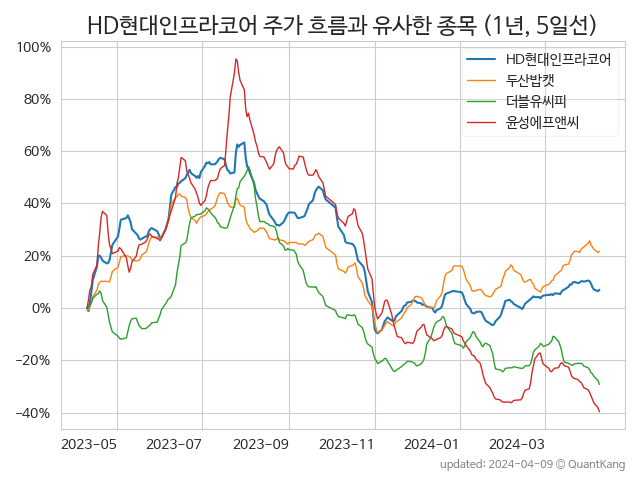 HD현대인프라코어 주가 흐름과 유사한 종목 (1년, 5일선)
100%
80%
60%
40%
20%
0%
−20%
−40%
HD현대인프라코어
두산밥캣
더블유씨피
윤성에프앤씨
2023-05 2023-07 2023-09 2023-11 2024-01 2024-03
updated: 2024-04-09 © QuantKang